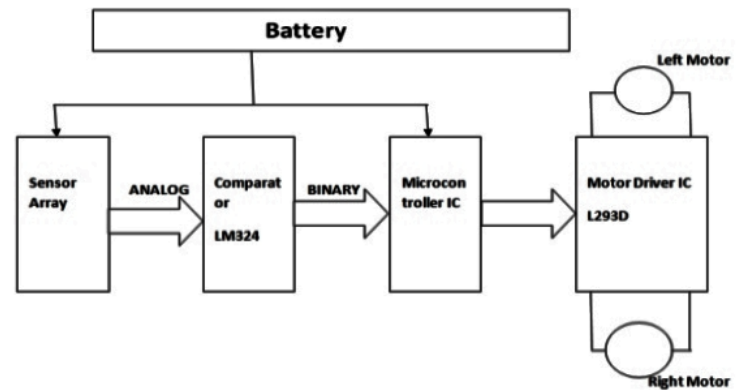 Battery
Left Motor
Sensor
Array
ANALOG
Comparat
or
LM324
BINARY
Microcon
troller IC
Motor Driver IC
L293D
Right Motor